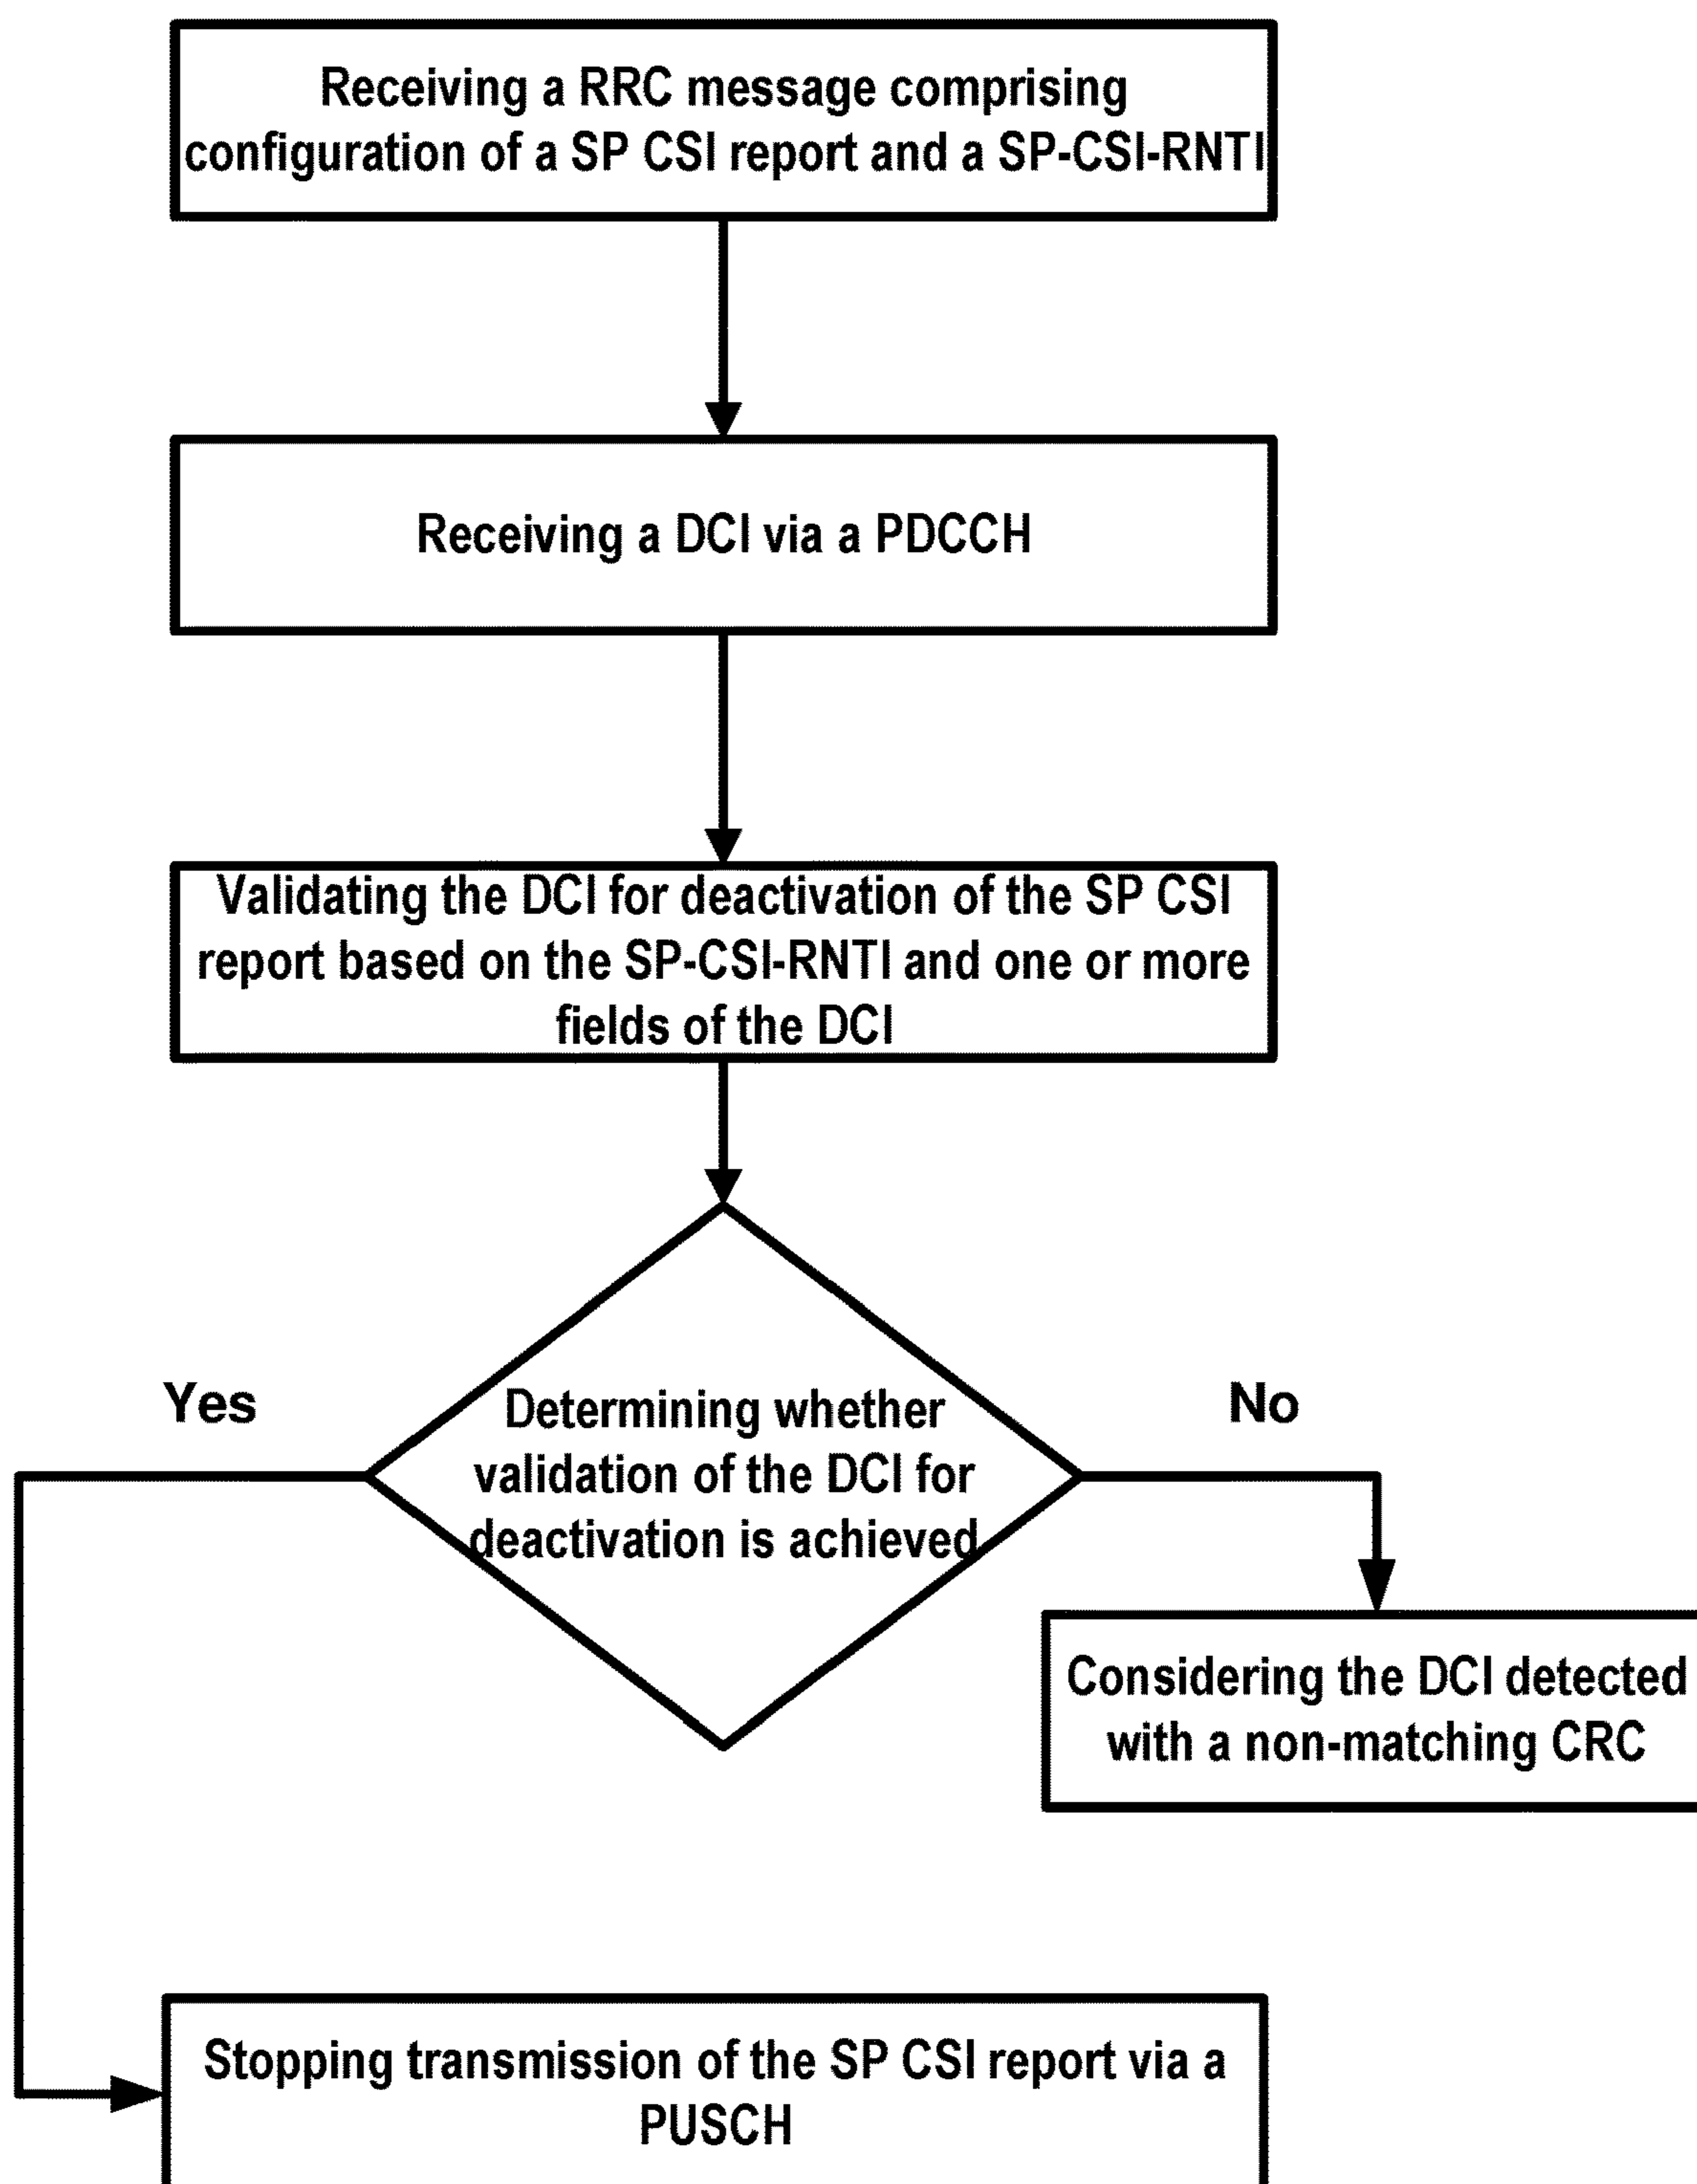 Receiving a RRC message comprising
configuration of a SP CSI report and a SP-CSI-RNTI
Receiving a DCI via a PDCCH
Validating the DCI for deactivation of the SP CSI
report based on the SP-CSI-RNTI and one or more
fields of the DCI
Yes
No
Determining whether
validation of the DCI for
deactivation is achieved
Considering the DCI detected
with a non-matching CRC
Stopping transmission of the SP CSI report via a
PUSCH